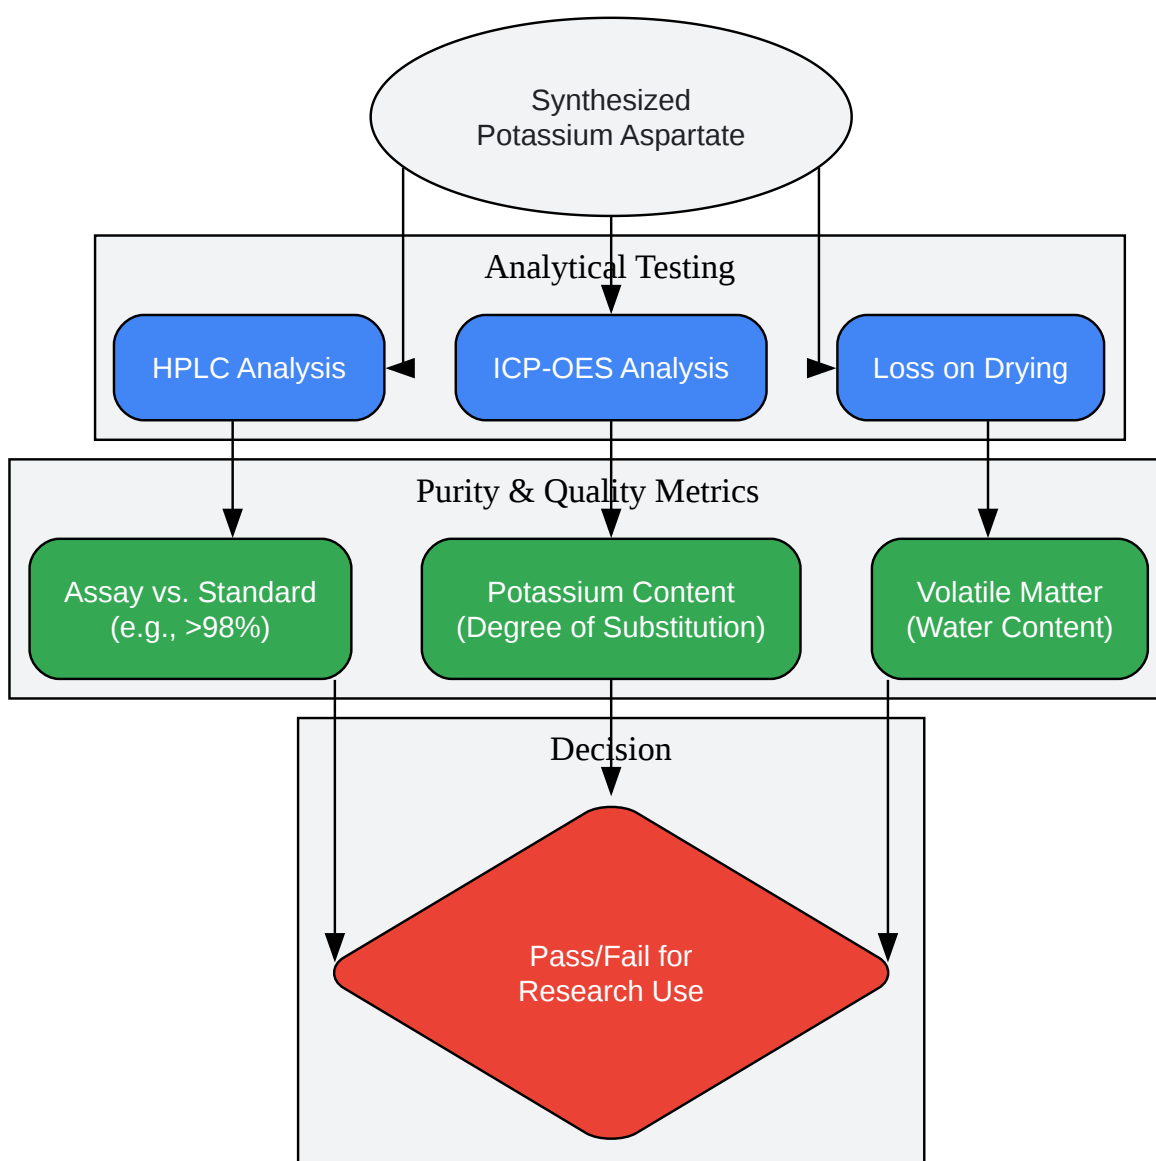 Synthesized
Potassium Aspartate
Analytical Testing
HPLC Analysis
ICP-OES Analysis
Loss on Drying
Purity & Quality Metrics
Assay vs. Standard
(e.g., >98%)
Potassium Content
(Degree of Substitution)
Volatile Matter
(Water Content)
Decision
Pass/Fail for
Research Use